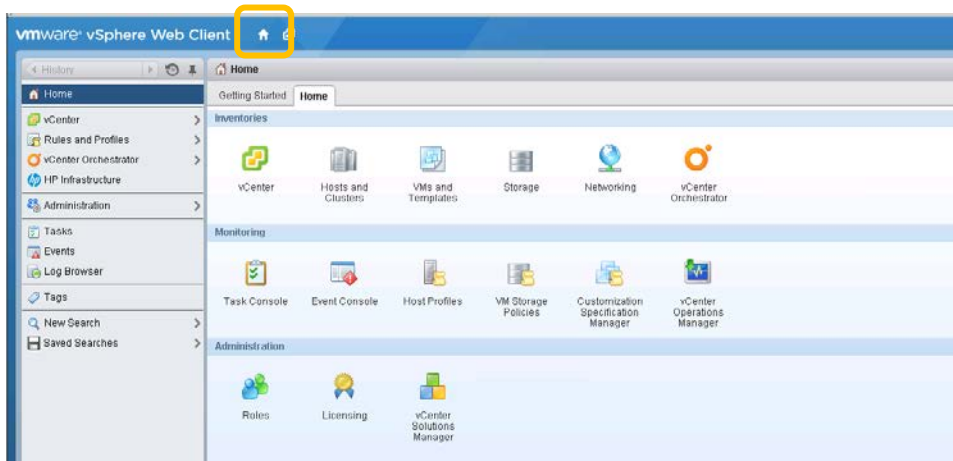 vmware vSphere Web Client
History
Home
vCenter
Rules and Profiles
vCenter Orchestrator
HP Infrastructure
Administration
Tasks
Events
Log Browser
Tags
New Search
Saved Searches
Home
Getting Started Home
Inventories
vCenter
Hosts and
Clusters
VMs and
Templates
Storage
Networking
vCenter
Orchestrator
Monitoring
Task Console
Event Console
Host Profiles
VM Storage
Policies
Customization
Specification
Manager
vCenter
Operations
Manager
Administration
Roles
Licensing
vCenter
Solutions
Manager